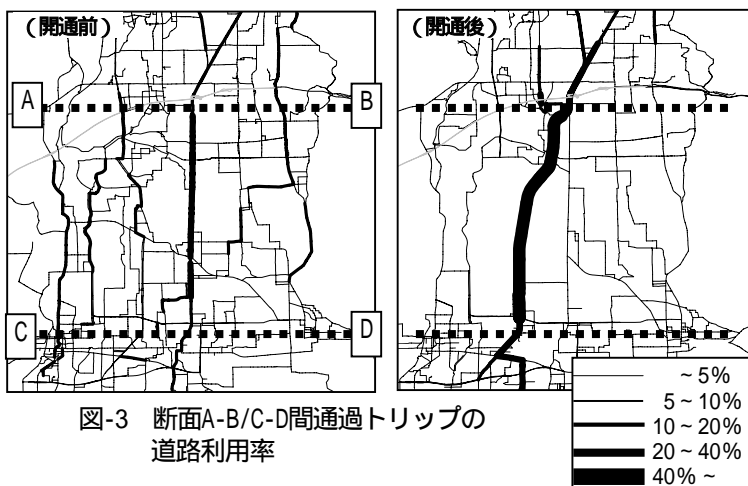 (開通前)
(開通後)
A
B
C
D
図-3 断面A-B/C-D間通過トリップの
道路利用率
~5%
5~10%
10~20%
20~40%
40%~